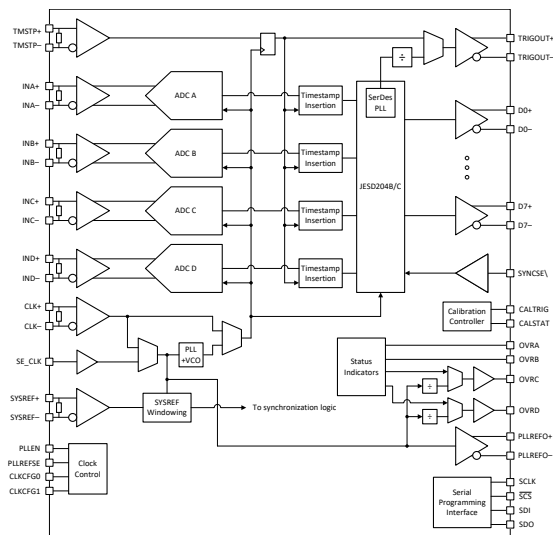 TMSTP+
TMSTP−
INA+
INA−
INB+
INB−
INC+
INC−
IND+
IND−
CLK+
CLK−
SE_CLK
SYSREF+
SYSREF−
PLLEN
PLLREFSE
CLKCFG0
CLKCFG1
ADC A
ADC B
ADC C
ADC D
PLL
+VCO
SYSREF
Windowing
To synchronization logic
Clock
Control
Timestamp
Insertion
Timestamp
Insertion
Timestamp
Insertion
Timestamp
Insertion
SerDes
PLL
JESD204B/C
÷
Status
Indicators
÷
÷
Calibration
Controller
Serial
Programming
Interface
TRIGOUT+
TRIGOUT−
D0+
D0−
D7+
D7−
SYNCSE\
CALTRIG
CALSTAT
OVRA
OVRB
OVRC
OVRD
PLLREFO+
PLLREFO−
SCLK
SCS
SDI
SDO